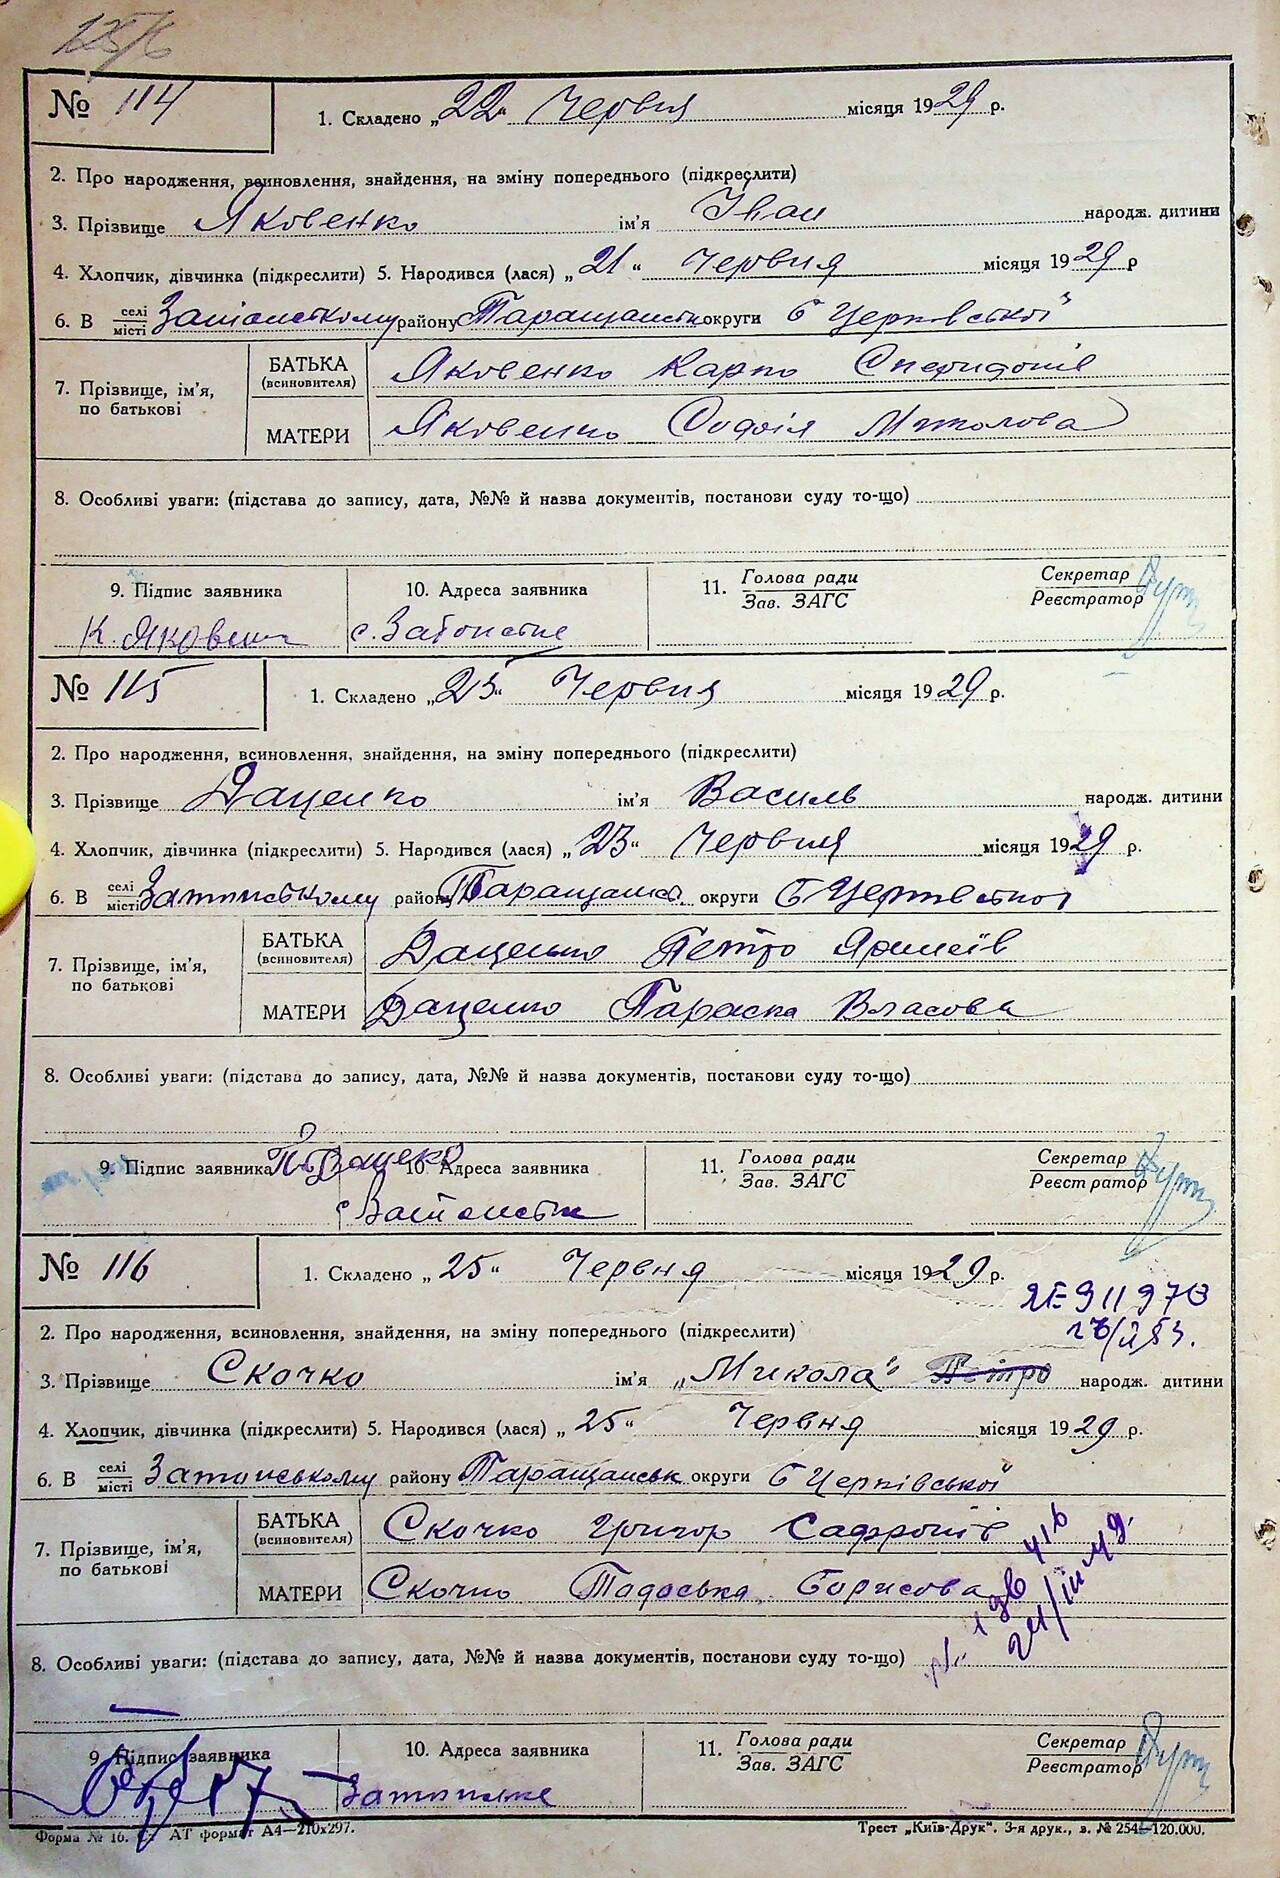 № 114
1. Складено „22“ Червня місяця 1929 р.
2. Про народження, всиновлення, знайдення, на зміну попереднього (підкреслити)
3. Прізвище Яковенко ім'я Іван народж. дитини
4. Хлопчик, дівчинка (підкреслити) 5. Народився (лася) „21“ Червня місяця 1929 р
6. В селі/місті району Таращанськ округи Б Церківської
7. Прізвище, ім'я, по батькові
БАТЬКА (всиновителя) Яковенко Карпо Спередонів
МАТЕРИ Яковенко Софія
8. Особливі уваги: (підстава до запису, дата, №№ й назва документів, постанови суду то-що)
9. Підпис заявника 10. Адреса заявника 11. Голова ради/Зав. ЗАГС Секретар/Реєстратор
К. Яковенко с.
№ 115
1. Складено „25“ Червня місяця 1929 р.
2. Про народження, всиновлення, знайдення, на зміну попереднього (підкреслити)
3. Прізвище Даценко ім'я Василь народж. дитини
4. Хлопчик, дівчинка (підкреслити) 5. Народився (лася) „23“ Червня місяця 1929 р.
6. В селі/місті Затонському району Таращанськ. округи Б Церківської
7. Прізвище, ім'я, по батькові
БАТЬКА (всиновителя) Даценко Петро
МАТЕРИ Даценко Параска Власова
8. Особливі уваги: (підстава до запису, дата, №№ й назва документів, постанови суду то-що)
9. Підпис заявника П. Даценко 10. Адреса заявника 11. Голова ради/Зав. ЗАГС Секретар/Реєстратор
с
№ 116
1. Складено „25“ Червня місяця 1929 р.
2. Про народження, всиновлення, знайдення, на зміну попереднього (підкреслити)
3. Прізвище Скочко ім'я „Микола“ Петро народж. дитини
4. Хлопчик, дівчинка (підкреслити) 5. Народився (лася) „25“ Червня місяця 1929 р.
6. В селі/місті Затонському району Таращанськ округи Б Церківської
7. Прізвище, ім'я, по батькові
БАТЬКА (всиновителя) Скочко Григор Сафронів
МАТЕРИ Скочко Тадоська Борисова
8. Особливі уваги: (підстава до запису, дата, №№ й назва документів, постанови суду то-що)
9. Підпис заявника 10. Адреса заявника 11. Голова ради/Зав. ЗАГС Секретар/Реєстратор
Форма № 16. АТ формат А4—210х297. Трест „Київ-Друк“. 3-я друк., в. № 254—120.000.